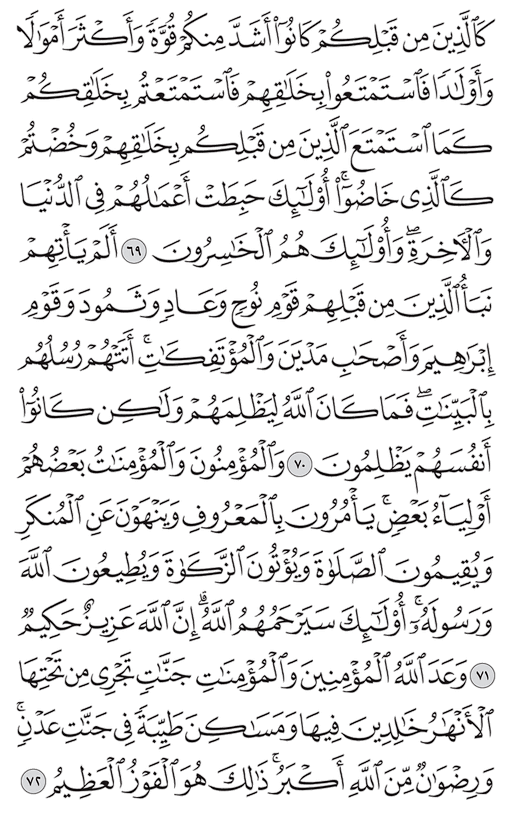 كَٱلَّذِينَ مِن قَبۡلِكُمۡ كَانُوٓاْ أَشَدَّ مِنكُمۡ قُوَّةٗ وَأَكۡثَرَ أَمۡوَٰلٗا
وَأَوۡلَٰدٗا فَٱسۡتَمۡتَعُواْ بِخَلَٰقِهِمۡ فَٱسۡتَمۡتَعۡتُم بِخَلَٰقِكُمۡ
كَمَا ٱسۡتَمۡتَعَ ٱلَّذِينَ مِن قَبۡلِكُم بِخَلَٰقِهِمۡ وَخُضۡتُمۡ
كَٱلَّذِي خَاضُوٓاْۚ أُوْلَٰٓئِكَ حَبِطَتۡ أَعۡمَٰلُهُمۡ فِي ٱلدُّنۡيَا
وَٱلۡأٓخِرَةِۖ وَأُوْلَٰٓئِكَ هُمُ ٱلۡخَٰسِرُونَ ٦٩ أَلَمۡ يَأۡتِهِمۡ
نَبَأُ ٱلَّذِينَ مِن قَبۡلِهِمۡ قَوۡمِ نُوحٖ وَعَادٖ وَثَمُودَ وَقَوۡمِ
إِبۡرَٰهِيمَ وَأَصۡحَٰبِ مَدۡيَنَ وَٱلۡمُؤۡتَفِكَٰتِۚ أَتَتۡهُمۡ رُسُلُهُم
بِٱلۡبَيِّنَٰتِۖ فَمَا كَانَ ٱللَّهُ لِيَظۡلِمَهُمۡ وَلَٰكِن كَانُوٓاْ
أَنفُسَهُمۡ يَظۡلِمُونَ ٧٠ وَٱلۡمُؤۡمِنُونَ وَٱلۡمُؤۡمِنَٰتُ بَعۡضُهُمۡ
أَوۡلِيَآءُ بَعۡضٖۚ يَأۡمُرُونَ بِٱلۡمَعۡرُوفِ وَيَنۡهَوۡنَ عَنِ ٱلۡمُنكَرِ
وَيُقِيمُونَ ٱلصَّلَوٰةَ وَيُؤۡتُونَ ٱلزَّكَوٰةَ وَيُطِيعُونَ ٱللَّهَ
وَرَسُولَهُۥٓۚ أُوْلَٰٓئِكَ سَيَرۡحَمُهُمُ ٱللَّهُۗ إِنَّ ٱللَّهَ عَزِيزٌ حَكِيمٞ
٧١ وَعَدَ ٱللَّهُ ٱلۡمُؤۡمِنِينَ وَٱلۡمُؤۡمِنَٰتِ جَنَّٰتٖ تَجۡرِي مِن تَحۡتِهَا
ٱلۡأَنۡهَٰرُ خَٰلِدِينَ فِيهَا وَمَسَٰكِنَ طَيِّبَةٗ فِي جَنَّٰتِ عَدۡنٖۚ
وَرِضۡوَٰنٞ مِّنَ ٱللَّهِ أَكۡبَرُۚ ذَٰلِكَ هُوَ ٱلۡفَوۡزُ ٱلۡعَظِيمُ ٧٢